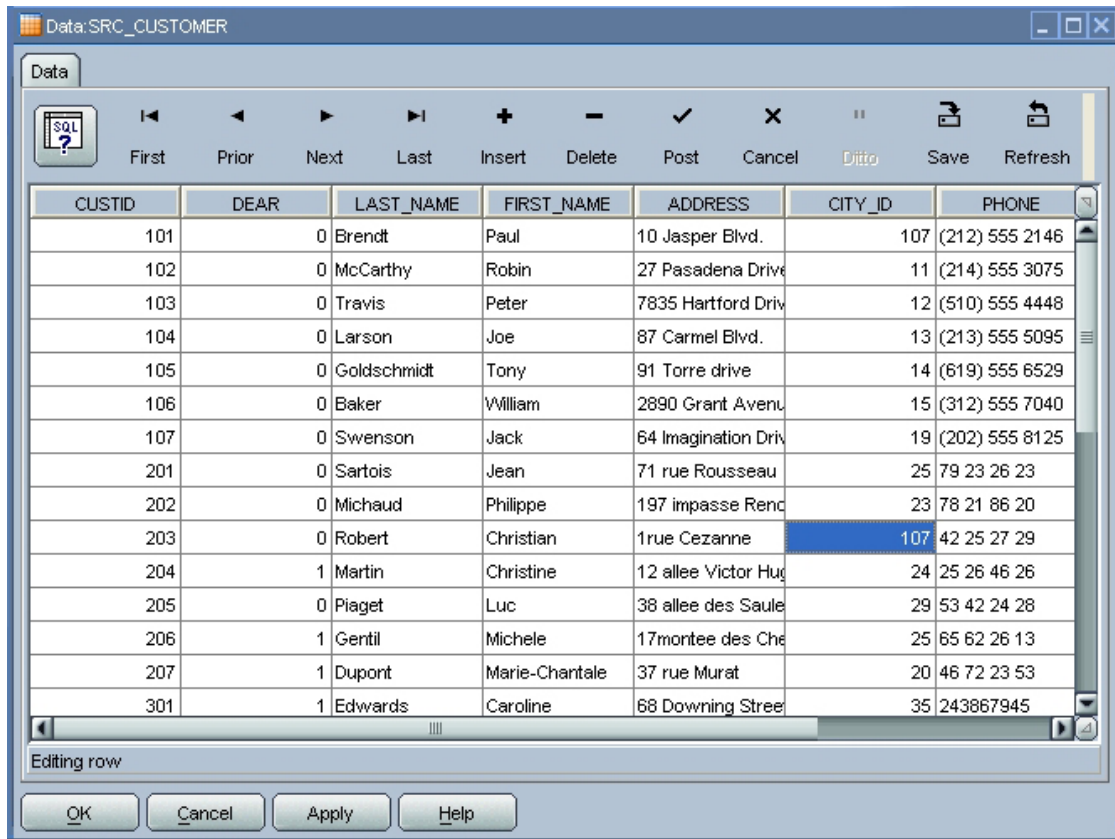 Data:SRC_CUSTOMER
Data
SQL ?
First Prior Next Last Insert Delete Post Cancel Ditto Save Refresh
CUSTID DEAR LAST_NAME FIRST_NAME ADDRESS CITY_ID PHONE
101 0 Brendt Paul 10 Jasper Blvd. 107 (212) 555 2146
102 0 McCarthy Robin 27 Pasadena Drive 11 (214) 555 3075
103 0 Travis Peter 7835 Hartford Driv 12 (510) 555 4448
104 0 Larson Joe 87 Carmel Blvd. 13 (213) 555 5095
105 0 Goldschmidt Tony 91 Torre drive 14 (619) 555 6529
106 0 Baker William 2890 Grant Avenu 15 (312) 555 7040
107 0 Swenson Jack 64 Imagination Driv 19 (202) 555 8125
201 0 Sartois Jean 71 rue Rousseau 25 79 23 26 23
202 0 Michaud Philippe 197 impasse Reno 23 78 21 86 20
203 0 Robert Christian 1rue Cezanne 107 42 25 27 29
204 1 Martin Christine 12 allee Victor Hug 24 25 26 46 26
205 0 Piaget Luc 38 allee des Saule 29 53 42 24 28
206 1 Gentil Michele 17montee des Che 25 65 62 26 13
207 1 Dupont Marie-Chantale 37 rue Murat 20 46 72 23 53
301 1 Edwards Caroline 68 Downing Street 35 243867945
Editing row
OK Cancel Apply Help